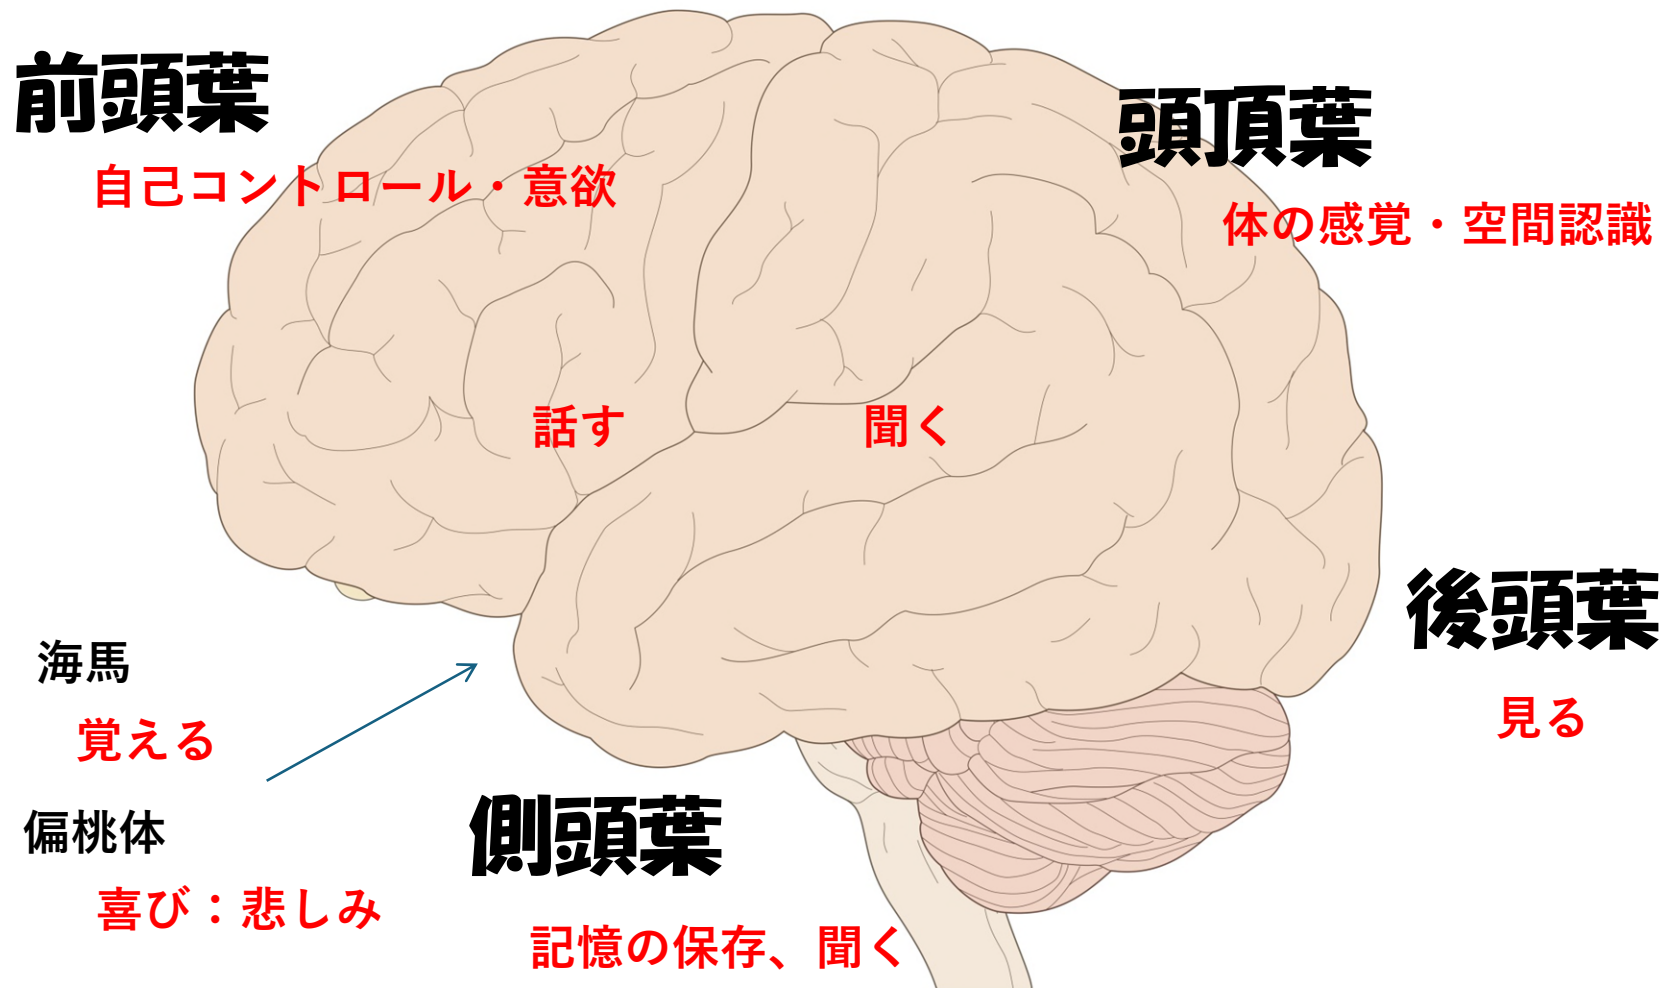 前頭葉
自己コントロール・意欲
頭頂葉
体の感覚・空間認識
話す
聞く
後頭葉
見る
海馬
覚える
偏桃体
喜び：悲しみ
側頭葉
記憶の保存、聞く